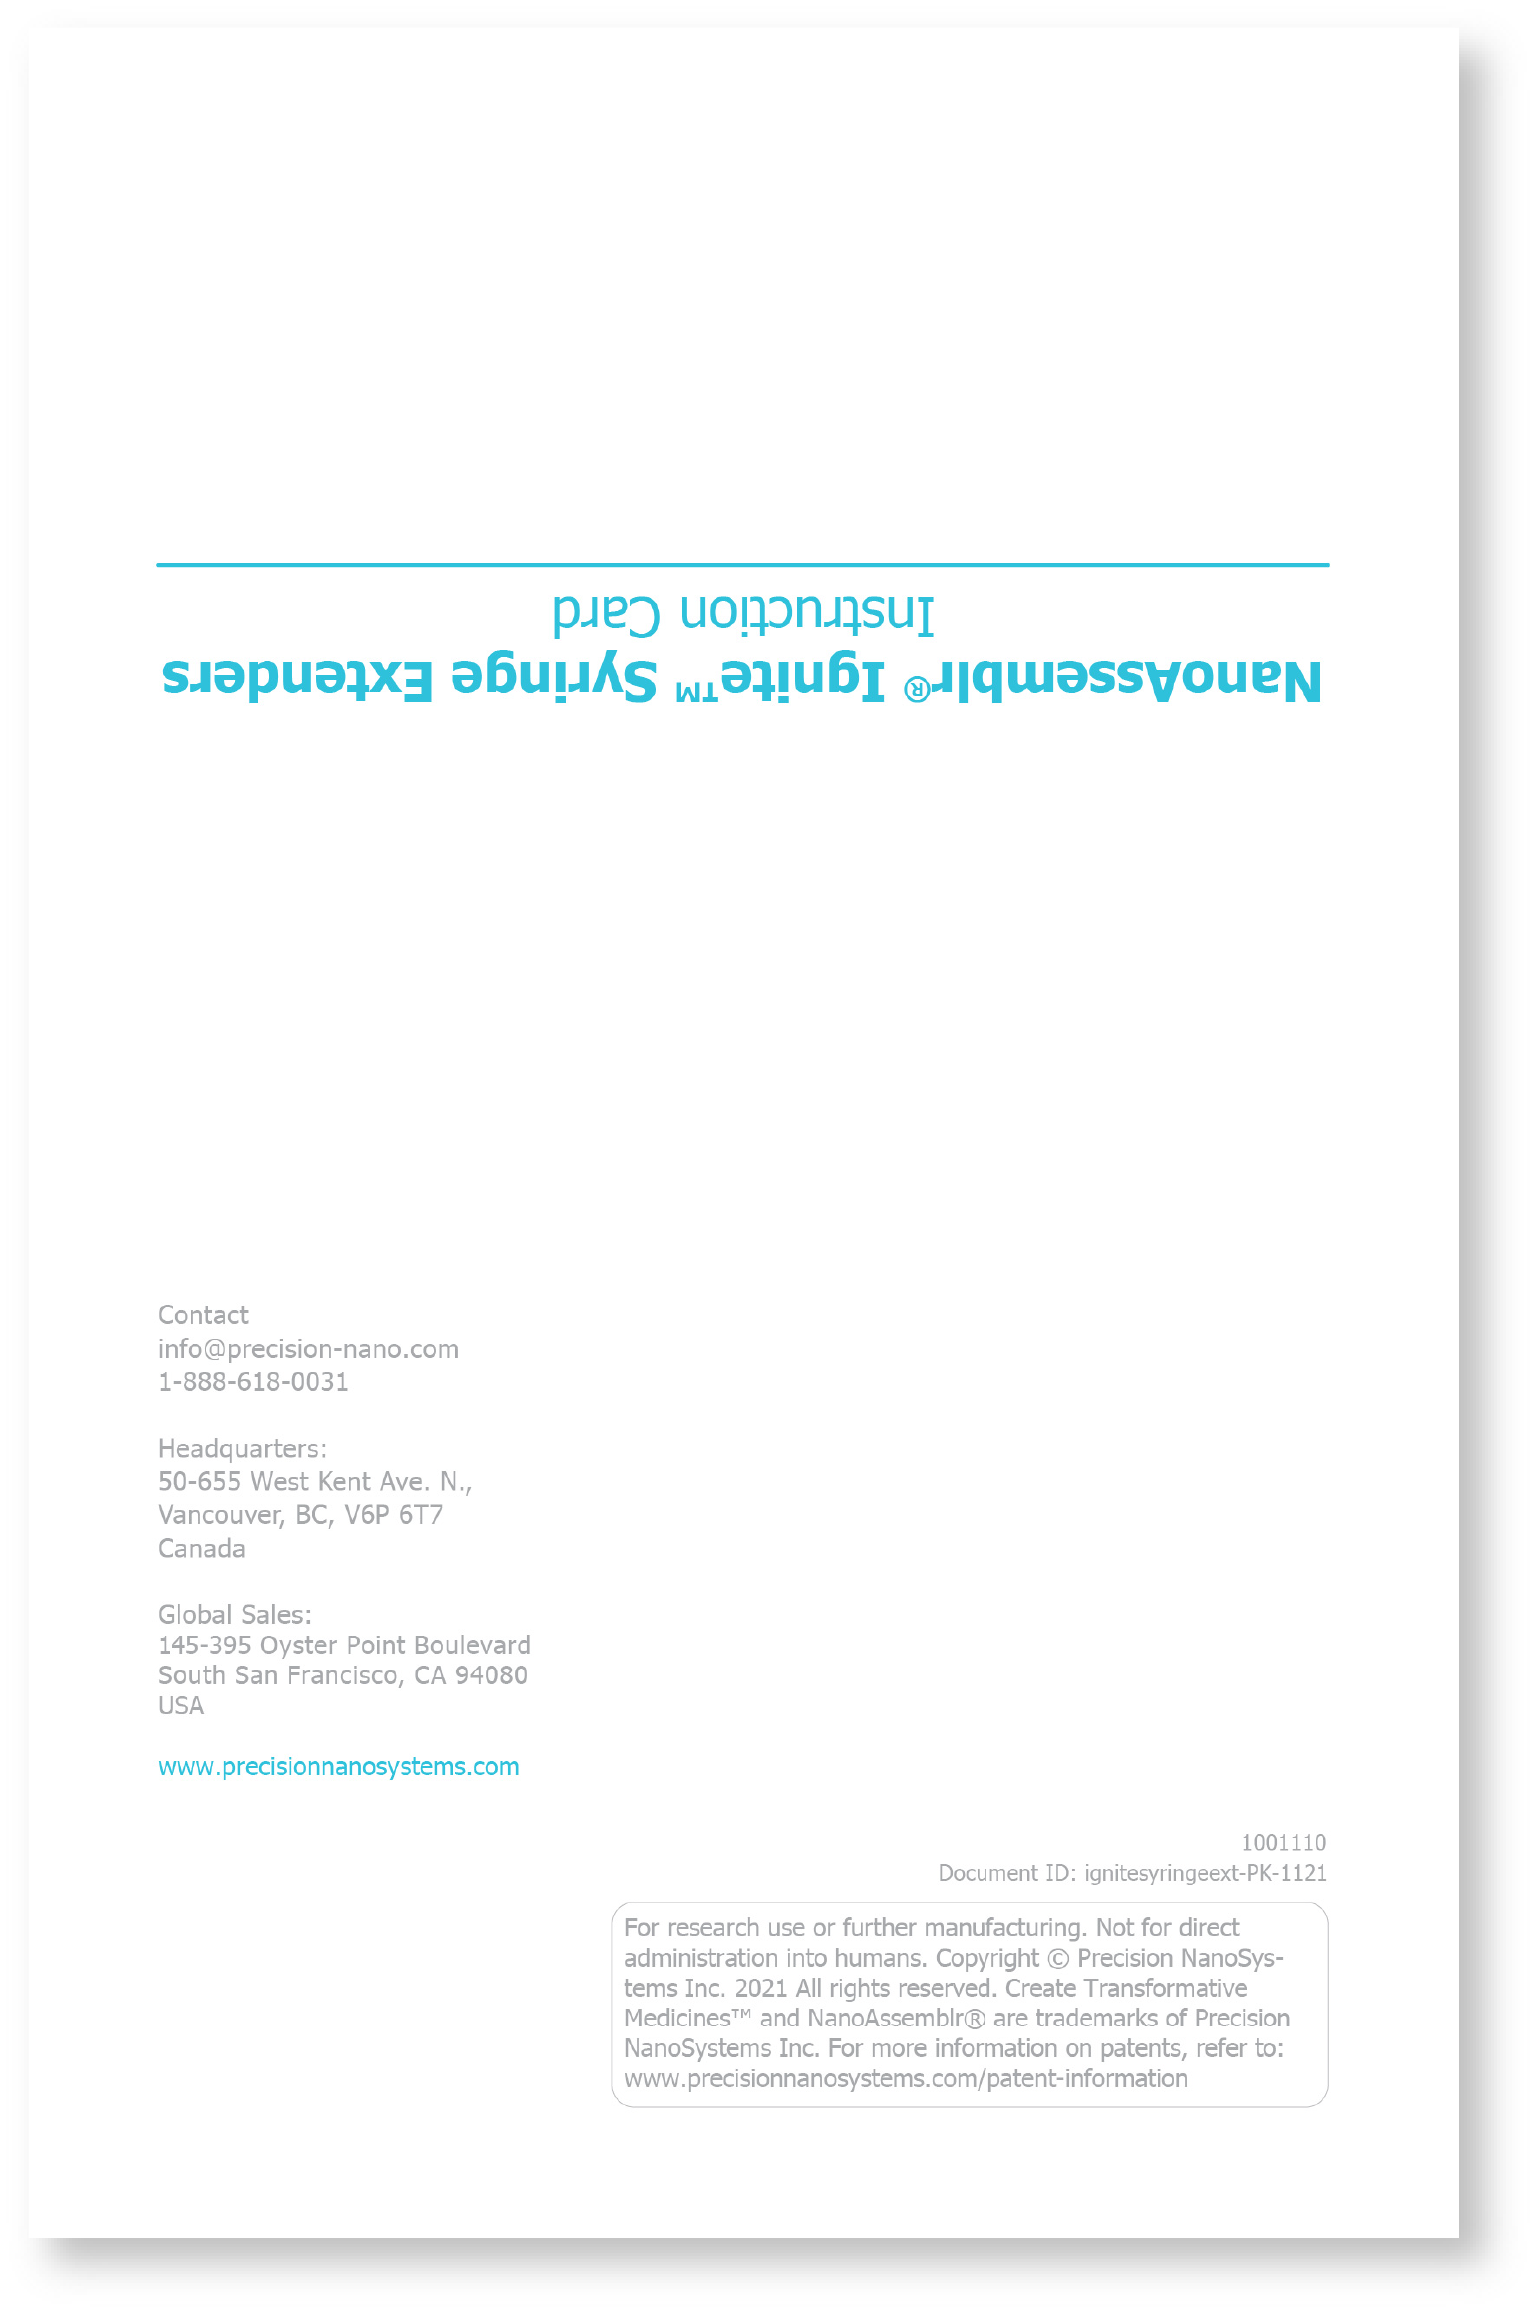 NanoAssemblr® Ignite™ Syringe Extenders
Instruction Card
Contact
info@precision-nano.com
1-888-618-0031
Headquarters:
50-655 West Kent Ave. N.,
Vancouver, BC, V6P 6T7
Canada
Global Sales:
145-395 Oyster Point Boulevard
South San Francisco, CA 94080
USA
www.precisionnanosystems.com
1001110
Document ID: ignitesyringeext-PK-1121
For research use or further manufacturing. Not for direct
administration into humans. Copyright © Precision NanoSys-
tems Inc. 2021 All rights reserved. Create Transformative
Medicines™ and NanoAssemblr® are trademarks of Precision
NanoSystems Inc. For more information on patents, refer to:
www.precisionnanosystems.com/patent-information